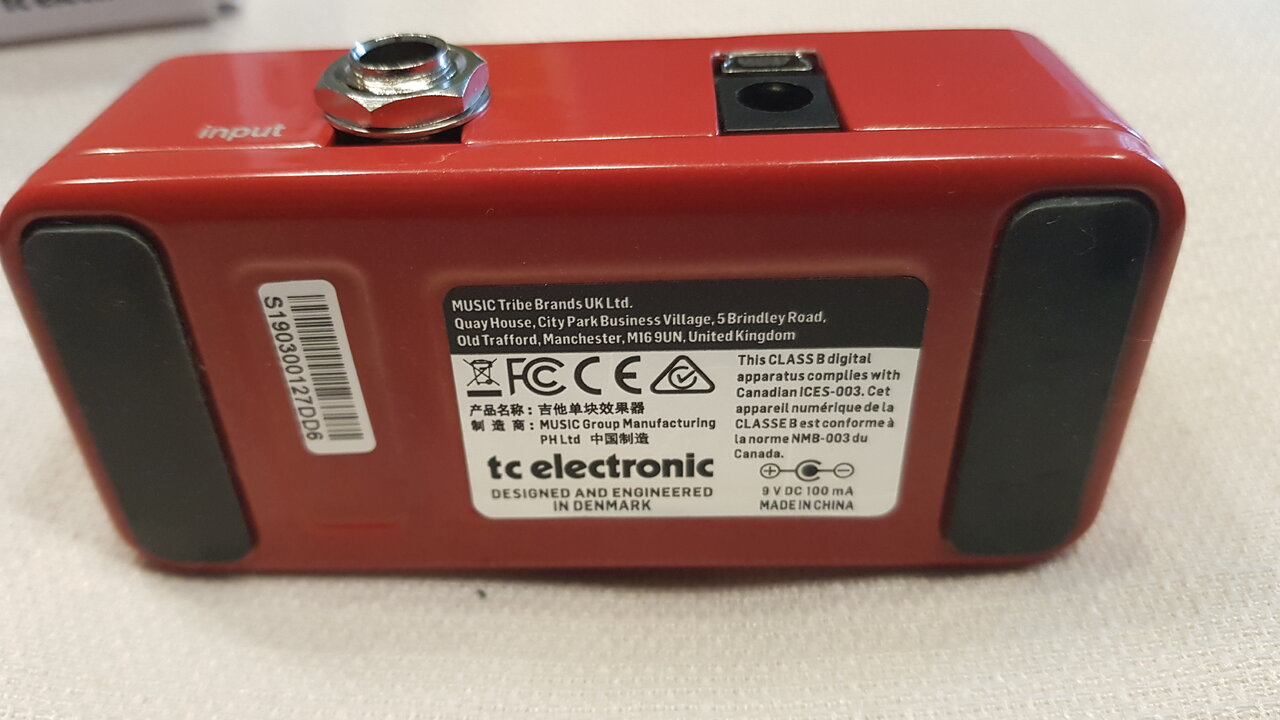 tc electronic
input
S190300127DD6
MUSIC Tribe Brands UK Ltd.
Quay House, City Park Business Village, 5 Brindley Road,
Old Trafford, Manchester, M16 9UN, United Kingdom
FC CE
产品名称：吉他单块效果器
制 造 商：MUSIC Group Manufacturing
PH Ltd 中国制造
tc electronic
DESIGNED AND ENGINEERED
IN DENMARK
This CLASS B digital
apparatus complies with
Canadian ICES-003. Cet
appareil numérique de la
CLASSE B est conforme à
la norme NMB-003 du
Canada.
9 V DC 100 mA
MADE IN CHINA